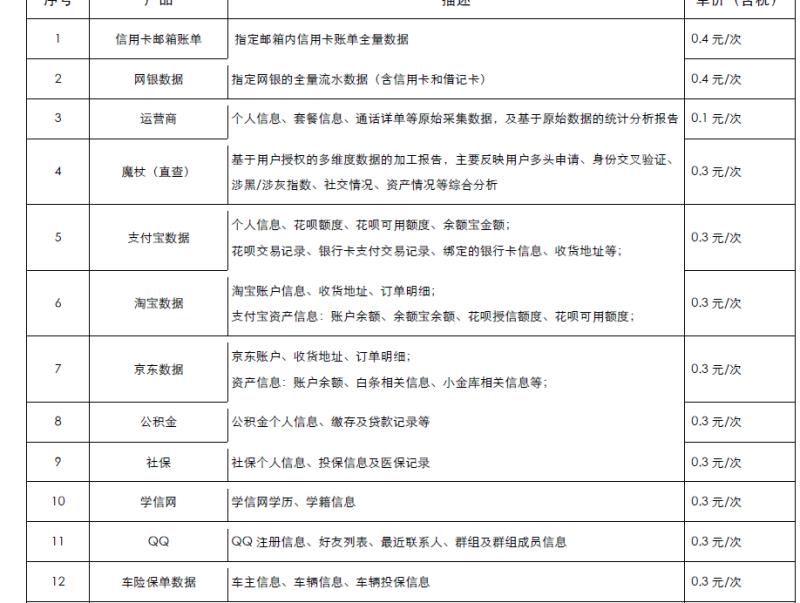 序号 产品 描述 单价（含税）
1 信用卡邮箱账单 指定邮箱内信用卡账单全量数据 0.4 元/次
2 网银数据 指定网银的全量流水数据（含信用卡和借记卡） 0.4 元/次
3 运营商 个人信息、套餐信息、通话详单等原始采集数据，及基于原始数据的统计分析报告 0.1 元/次
4 魔杖（直查） 基于用户授权的多维度数据的加工报告，主要反映用户多头申请、身份交叉验证、 0.3 元/次
涉黑/涉灰指数、社交情况、资产情况等综合分析
5 支付宝数据 个人信息、花呗额度、花呗可用额度、余额宝金额； 0.3 元/次
花呗交易记录、银行卡支付交易记录、绑定的银行卡信息、收货地址等；
6 淘宝数据 淘宝账户信息、收货地址、订单明细； 0.3 元/次
支付宝资产信息：账户余额、余额宝余额、花呗授信额度、花呗可用额度；
7 京东数据 京东账户、收货地址、订单明细； 0.3 元/次
资产信息：账户余额、白条相关信息、小金库相关信息等；
8 公积金 公积金个人信息、缴存及贷款记录等 0.3 元/次
9 社保 社保个人信息、投保信息及医保记录 0.3 元/次
10 学信网 学信网学历、学籍信息 0.3 元/次
11 QQ QQ 注册信息、好友列表、最近联系人、群组及群组成员信息 0.3 元/次
12 车险保单数据 车主信息、车辆信息、车辆投保信息 0.3 元/次